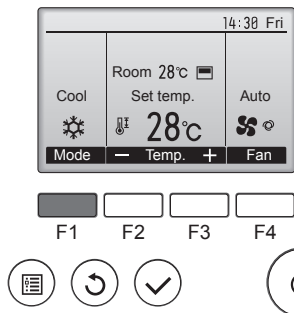 14:30 Fri
Room 28°C
Cool Set temp. Auto
28°C
Mode − Temp. + Fan
F1 F2 F3 F4